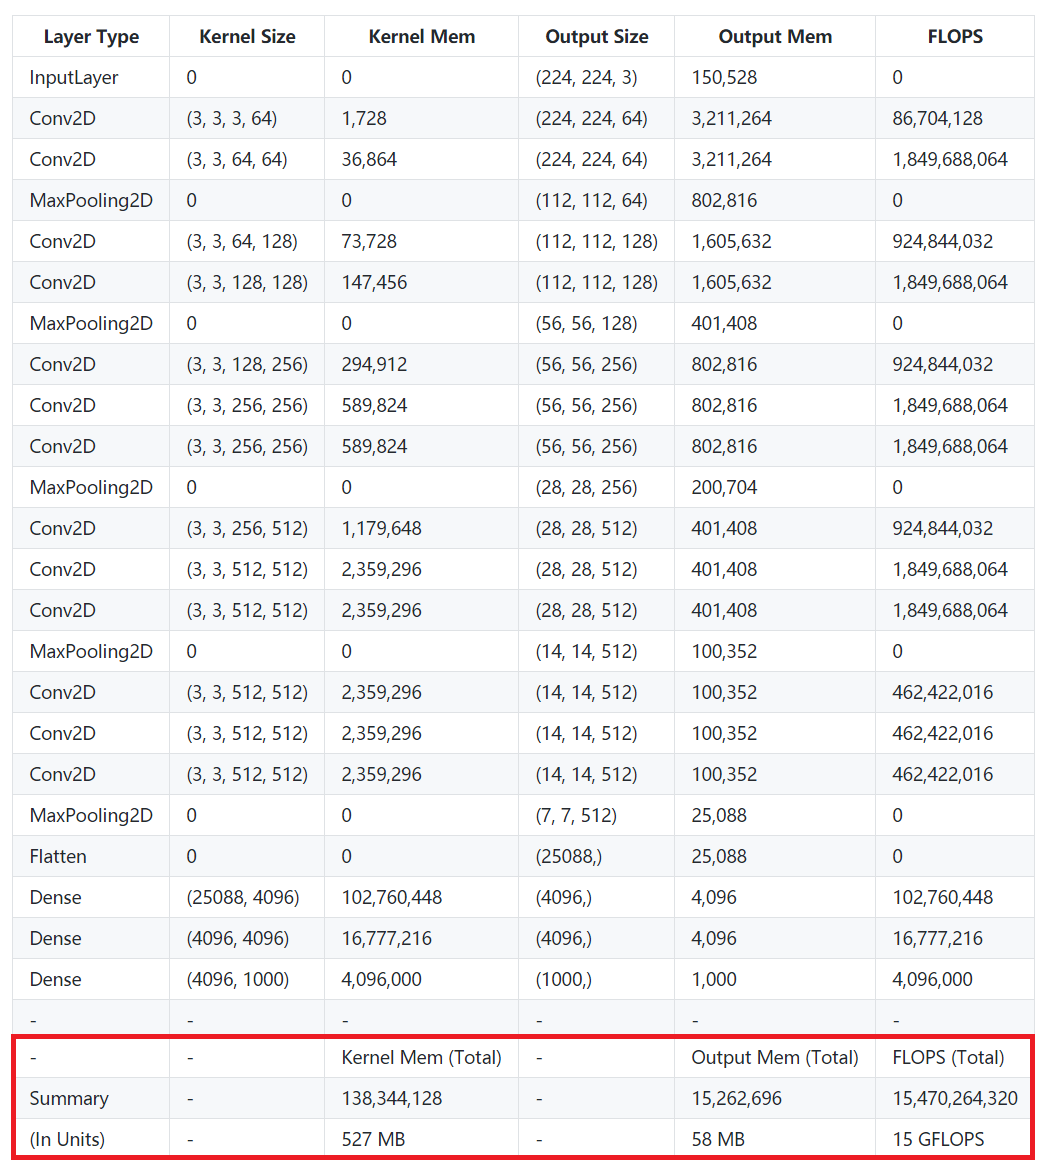 Layer Type Kernel Size Kernel Mem Output Size Output Mem FLOPS
InputLayer 0 0 (224, 224, 3) 150,528 0
Conv2D (3, 3, 3, 64) 1,728 (224, 224, 64) 3,211,264 86,704,128
Conv2D (3, 3, 64, 64) 36,864 (224, 224, 64) 3,211,264 1,849,688,064
MaxPooling2D 0 0 (112, 112, 64) 802,816 0
Conv2D (3, 3, 64, 128) 73,728 (112, 112, 128) 1,605,632 924,844,032
Conv2D (3, 3, 128, 128) 147,456 (112, 112, 128) 1,605,632 1,849,688,064
MaxPooling2D 0 0 (56, 56, 128) 401,408 0
Conv2D (3, 3, 128, 256) 294,912 (56, 56, 256) 802,816 924,844,032
Conv2D (3, 3, 256, 256) 589,824 (56, 56, 256) 802,816 1,849,688,064
Conv2D (3, 3, 256, 256) 589,824 (56, 56, 256) 802,816 1,849,688,064
MaxPooling2D 0 0 (28, 28, 256) 200,704 0
Conv2D (3, 3, 256, 512) 1,179,648 (28, 28, 512) 401,408 924,844,032
Conv2D (3, 3, 512, 512) 2,359,296 (28, 28, 512) 401,408 1,849,688,064
Conv2D (3, 3, 512, 512) 2,359,296 (28, 28, 512) 401,408 1,849,688,064
MaxPooling2D 0 0 (14, 14, 512) 100,352 0
Conv2D (3, 3, 512, 512) 2,359,296 (14, 14, 512) 100,352 462,422,016
Conv2D (3, 3, 512, 512) 2,359,296 (14, 14, 512) 100,352 462,422,016
Conv2D (3, 3, 512, 512) 2,359,296 (14, 14, 512) 100,352 462,422,016
MaxPooling2D 0 0 (7, 7, 512) 25,088 0
Flatten 0 0 (25088,) 25,088 0
Dense (25088, 4096) 102,760,448 (4096,) 4,096 102,760,448
Dense (4096, 4096) 16,777,216 (4096,) 4,096 16,777,216
Dense (4096, 1000) 4,096,000 (1000,) 1,000 4,096,000
- - - - - -
- - Kernel Mem (Total) - Output Mem (Total) FLOPS (Total)
Summary - 138,344,128 - 15,262,696 15,470,264,320
(In Units) - 527 MB - 58 MB 15 GFLOPS